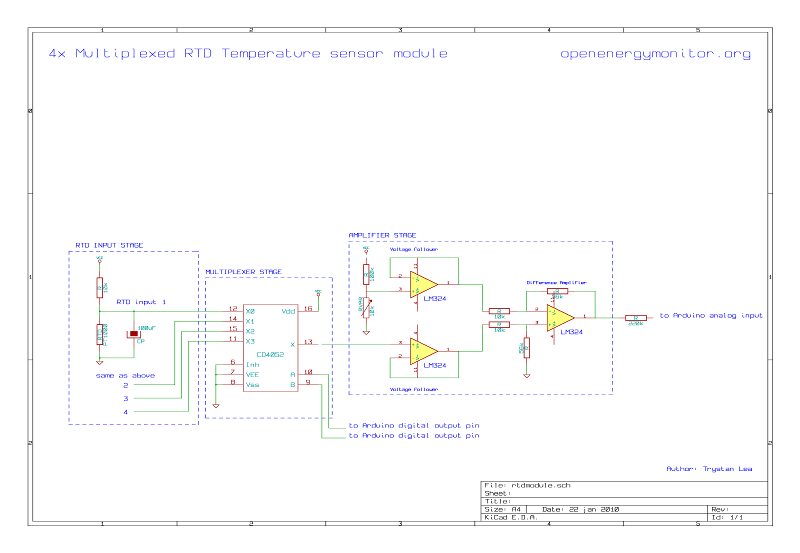 4x Multiplexed RTD Temperature sensor module
openenergymonitor.org
AMPLIFIER STAGE
RTD INPUT STAGE
Voltage follower
MULTIPLEXER STAGE
Difference Amplifier
RTD input 1
LM324
100uF
CP
12 X0 Vdd 16
14 X1
15 X2
11 X3
X 13
CD4052
6 Inh
7 VEE A 10
8 Vss B 9
to Arduino analog input
LM324
LM324
10k
10k
56k
same as above
2
3
4
Voltage follower
to Arduino digital output pin
to Arduino digital output pin
Author: Trystan Lea
File: rtdmodule.sch
Sheet:
Title:
Size: A4 Date: 22 jan 2010 Rev:
KiCad E.D.A. Id: 1/1